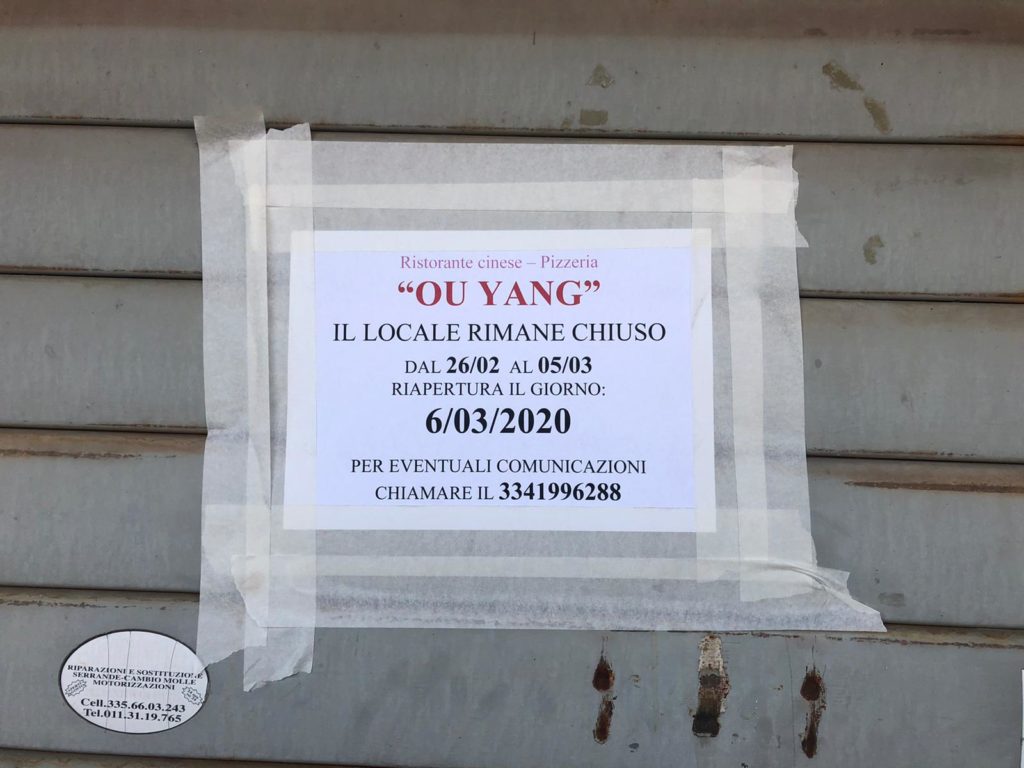 Ristorante cinese – Pizzeria
“OU YANG”
IL LOCALE RIMANE CHIUSO
DAL 26/02 AL 05/03
RIAPERTURA IL GIORNO:
6/03/2020
PER EVENTUALI COMUNICAZIONI
CHIAMARE IL 3341996288
RIPARAZIONI E SOSTITUZIONE
SERRANDE-CAMBIO MOLLE
MOTORIZZAZIONI
Cell.335.66.03.243
Tel.011.31.19.765